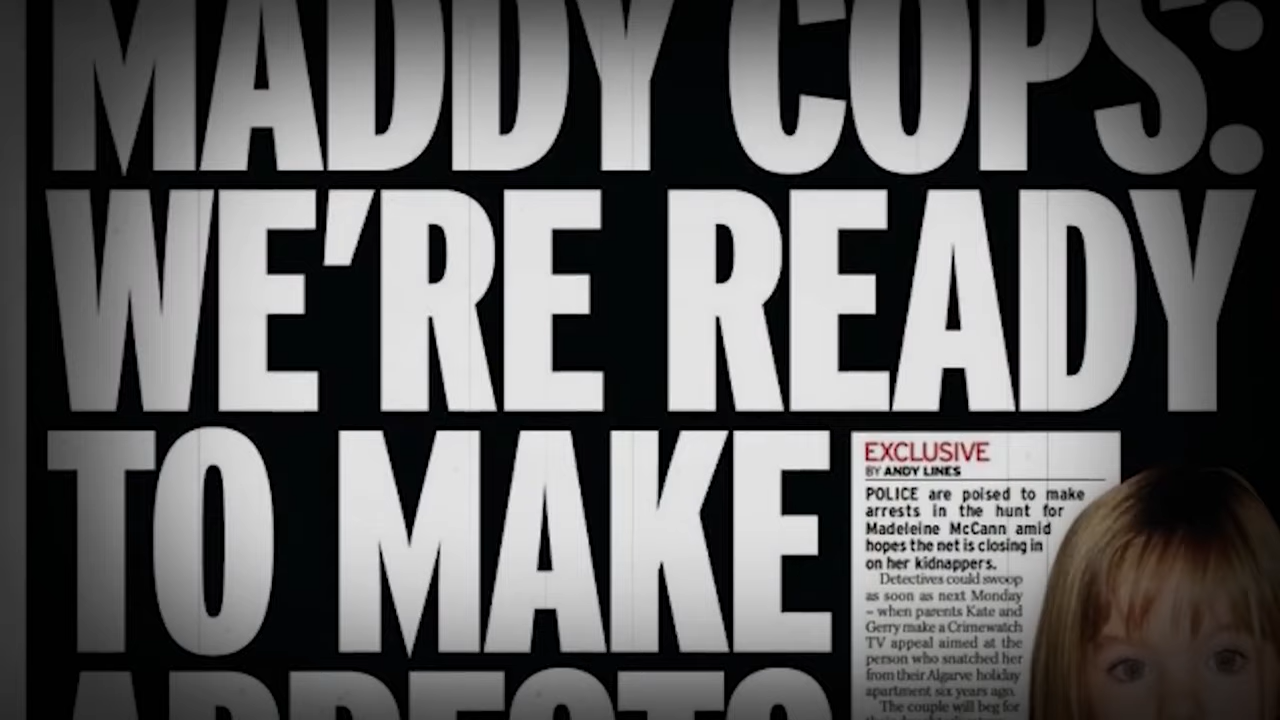 MADDY COPS:
WE'RE READY
TO MAKE
ARRESTS
EXCLUSIVE
BY ANDY LINES
POLICE are poised to make
arrests in the hunt for
Madeleine McCann amid
hopes the net is closing in
on her kidnappers.
Detectives could swoop
as soon as next Monday
– when parents Kate and
Gerry make a Crimewatch
TV appeal aimed at the
person who snatched her
from their Algarve holiday
apartment six years ago.
The couple will beg for